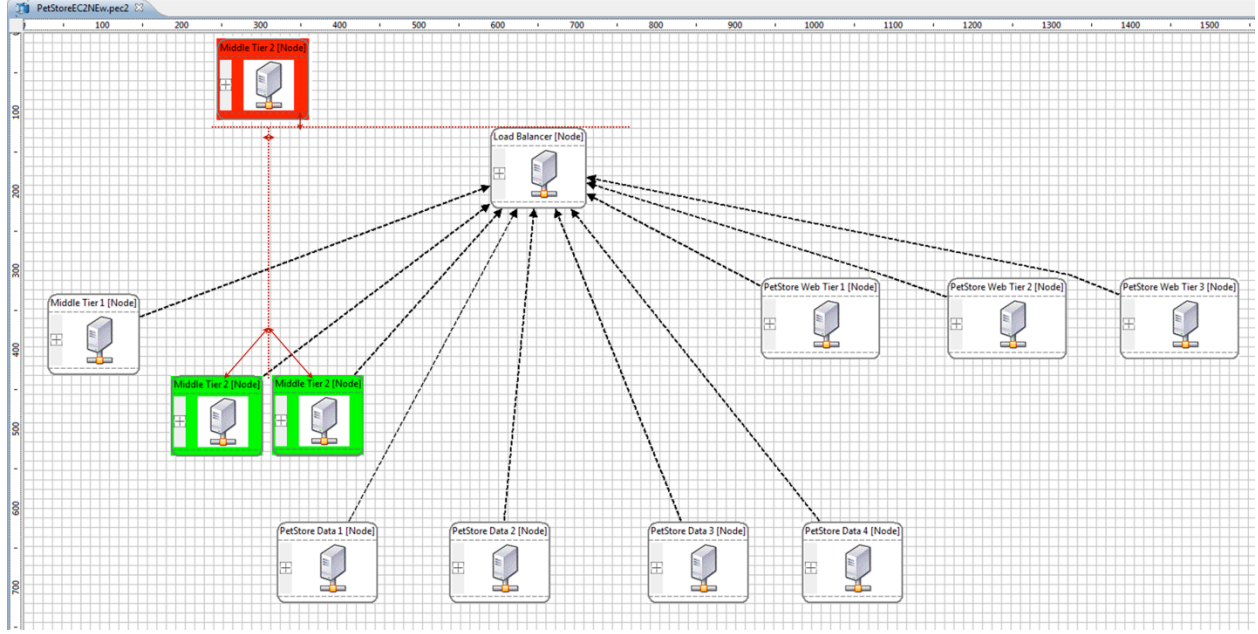 PetStoreEC2NEw.pec2
100 200 300 400 500 600 700 800 900 1000 1100 1200 1300 1400 1500
0
100
200
300
400
500
600
700
Middle Tier 2 [Node]
Load Balancer [Node]
PetStore Web Tier 1 [Node] PetStore Web Tier 2 [Node] PetStore Web Tier 3 [Node]
Middle Tier 1 [Node]
Middle Tier 2 [Node] Middle Tier 2 [Node]
PetStore Data 1 [Node] PetStore Data 2 [Node] PetStore Data 3 [Node] PetStore Data 4 [Node]